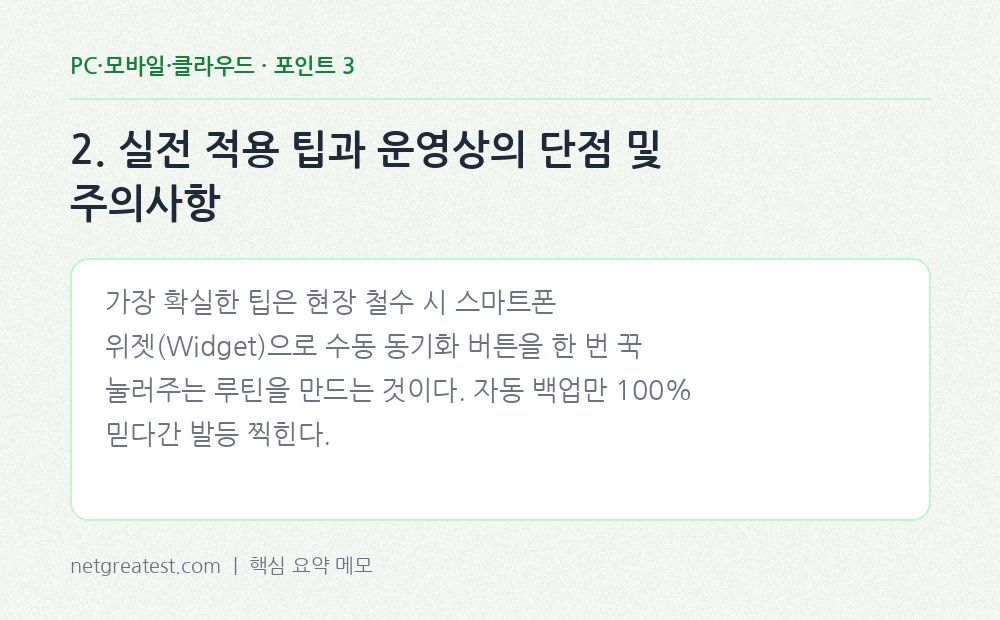 PC·모바일·클라우드 · 포인트 3
2. 실전 적용 팁과 운영상의 단점 및
주의사항
가장 확실한 팁은 현장 철수 시 스마트폰
위젯(Widget)으로 수동 동기화 버튼을 한 번 꾹
눌러주는 루틴을 만드는 것이다. 자동 백업만 100%
믿다간 발등 찍힌다.
netgreatest.com | 핵심 요약 메모